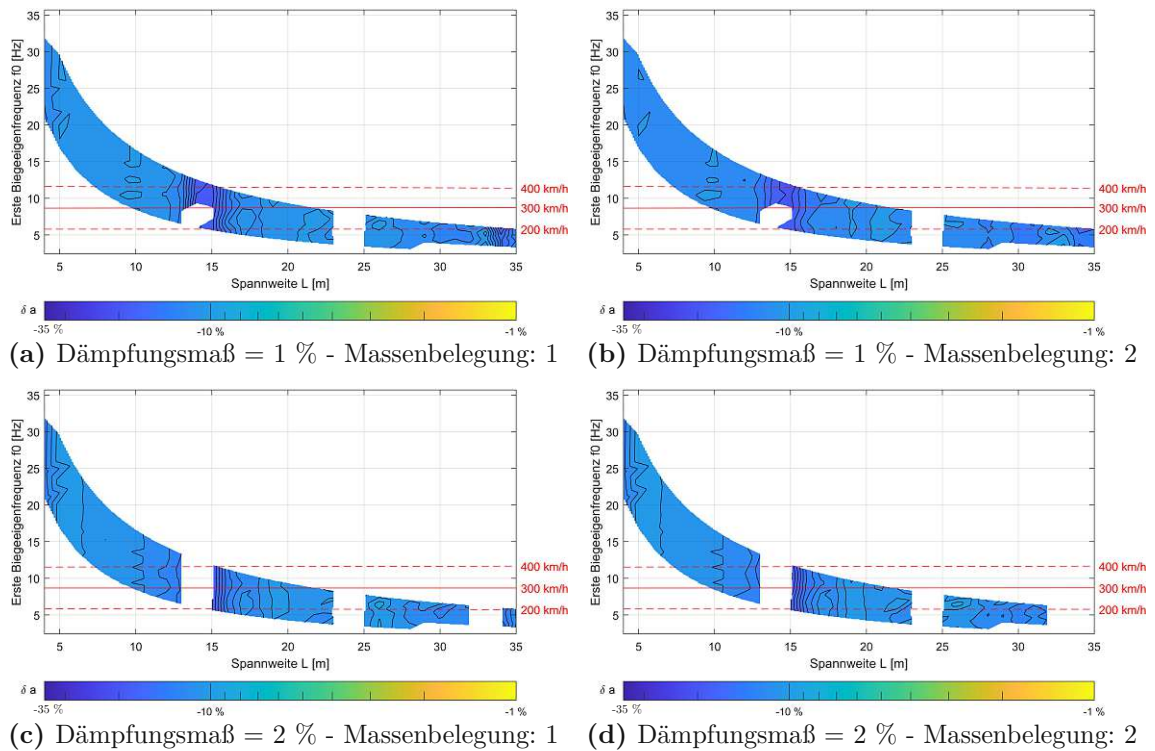 Erste Biegeeigenfrequenz f0 [Hz]
35
30
25
20
15
10
5
400 km/h
300 km/h
200 km/h
5 10 15 20 25 30 35
Spannweite L [m]
δ a
-35 % -10 % -1 %
(a) Dämpfungsmaß = 1 % - Massenbelegung: 1
Erste Biegeeigenfrequenz f0 [Hz]
35
30
25
20
15
10
5
400 km/h
300 km/h
200 km/h
5 10 15 20 25 30 35
Spannweite L [m]
δ a
-35 % -10 % -1 %
(b) Dämpfungsmaß = 1 % - Massenbelegung: 2
Erste Biegeeigenfrequenz f0 [Hz]
35
30
25
20
15
10
5
400 km/h
300 km/h
200 km/h
5 10 15 20 25 30 35
Spannweite L [m]
δ a
-35 % -10 % -1 %
(c) Dämpfungsmaß = 2 % - Massenbelegung: 1
Erste Biegeeigenfrequenz f0 [Hz]
35
30
25
20
15
10
5
400 km/h
300 km/h
200 km/h
5 10 15 20 25 30 35
Spannweite L [m]
δ a
-35 % -10 % -1 %
(d) Dämpfungsmaß = 2 % - Massenbelegung: 2